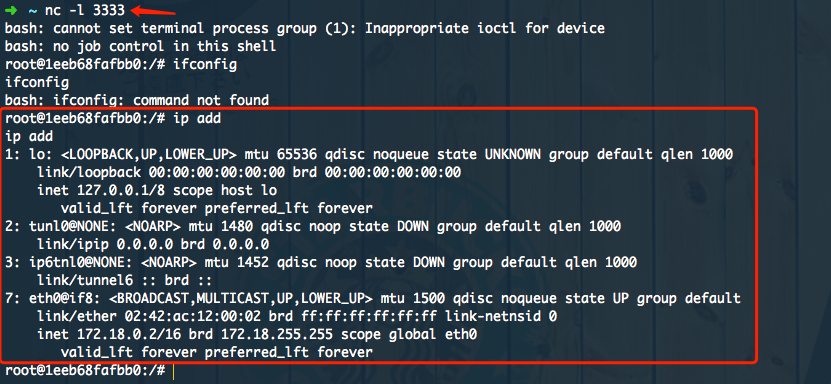 ➜ ~ nc -l 3333
bash: cannot set terminal process group (1): Inappropriate ioctl for device
bash: no job control in this shell
root@1eeb68fafbb0:/# ifconfig
ifconfig
bash: ifconfig: command not found
root@1eeb68fafbb0:/# ip add
ip add
1: lo: <LOOPBACK,UP,LOWER_UP> mtu 65536 qdisc noqueue state UNKNOWN group default qlen 1000
    link/loopback 00:00:00:00:00:00 brd 00:00:00:00:00:00
    inet 127.0.0.1/8 scope host lo
       valid_lft forever preferred_lft forever
2: tunl0@NONE: <NOARP> mtu 1480 qdisc noop state DOWN group default qlen 1000
    link/ipip 0.0.0.0 brd 0.0.0.0
3: ip6tnl0@NONE: <NOARP> mtu 1452 qdisc noop state DOWN group default qlen 1000
    link/tunnel6 :: brd ::
7: eth0@if8: <BROADCAST,MULTICAST,UP,LOWER_UP> mtu 1500 qdisc noqueue state UP group default
    link/ether 02:42:ac:12:00:02 brd ff:ff:ff:ff:ff:ff link-netnsid 0
    inet 172.18.0.2/16 brd 172.18.255.255 scope global eth0
       valid_lft forever preferred_lft forever
root@1eeb68fafbb0:/#